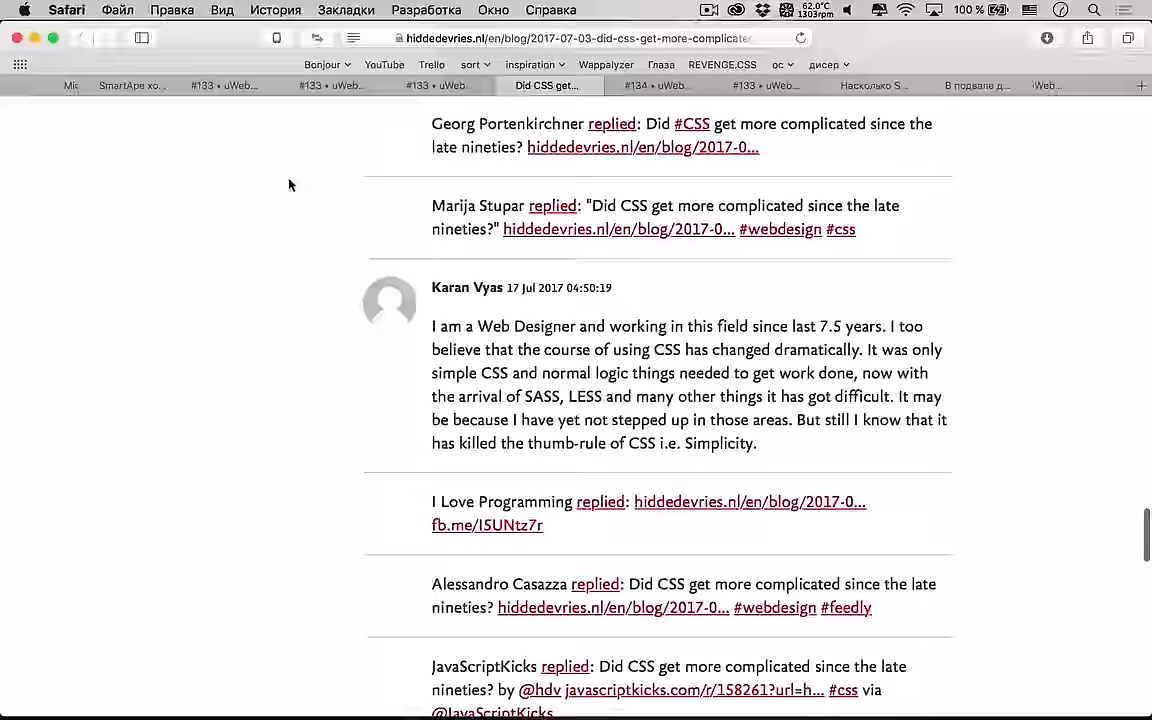 Safari Файл Правка Вид История Закладки Разработка Окно Справка 62.0°C 1303rpm 100 %
hiddedevries.nl/en/blog/2017-07-03-did-css-get-more-complicate
Bonjour YouTube Trello sort inspiration Wappalyzer Глаза REVENGE.CSS ос дисер
SmartApe хо... #133 • uWeb... #133 • uWeb... #133 • uWeb... Did CSS get... #134 • uWeb... #133 • uWeb... Насколько S... В подвале д... Web...
Georg Portenkirchner replied: Did #CSS get more complicated since the
late nineties? hiddedevries.nl/en/blog/2017-0...
Marija Stupar replied: "Did CSS get more complicated since the late
nineties?" hiddedevries.nl/en/blog/2017-0... #webdesign #css
Karan Vyas 17 Jul 2017 04:50:19
I am a Web Designer and working in this field since last 7.5 years. I too
believe that the course of using CSS has changed dramatically. It was only
simple CSS and normal logic things needed to get work done, now with
the arrival of SASS, LESS and many other things it has got difficult. It may
be because I have yet not stepped up in those areas. But still I know that it
has killed the thumb-rule of CSS i.e. Simplicity.
I Love Programming replied: hiddedevries.nl/en/blog/2017-0...
fb.me/I5UNtz7r
Alessandro Casazza replied: Did CSS get more complicated since the late
nineties? hiddedevries.nl/en/blog/2017-0... #webdesign #feedly
JavaScriptKicks replied: Did CSS get more complicated since the late
nineties? by @hdv javascriptkicks.com/r/158261?url=h... #css via
@JavaScriptKicks